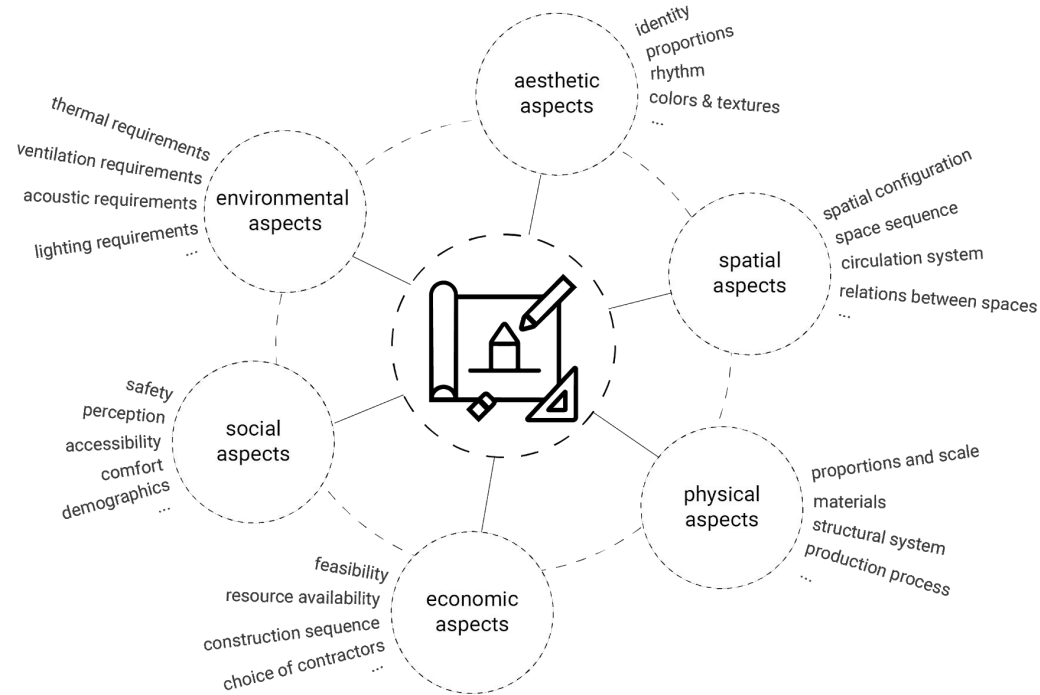 aesthetic
aspects
identity
proportions
rhythm
colors & textures
...
spatial
aspects
spatial configuration
space sequence
circulation system
relations between spaces
...
physical
aspects
proportions and scale
materials
structural system
production process
...
economic
aspects
feasibility
resource availability
construction sequence
choice of contractors
...
social
aspects
safety
perception
accessibility
comfort
demographics
...
environmental
aspects
thermal requirements
ventilation requirements
acoustic requirements
lighting requirements
...